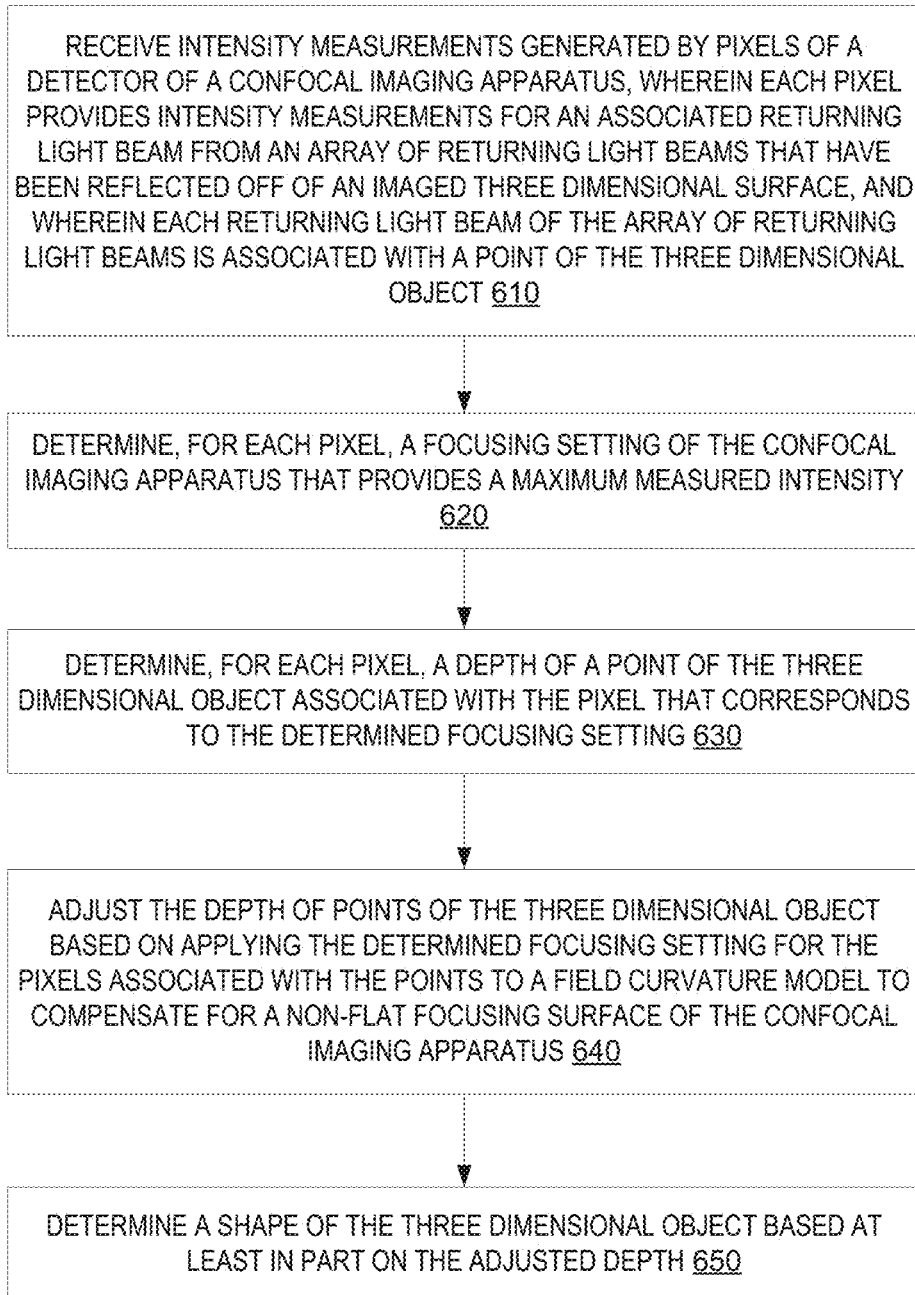 RECEIVE INTENSITY MEASUREMENTS GENERATED BY PIXELS OF A
DETECTOR OF A CONFOCAL IMAGING APPARATUS, WHEREIN EACH PIXEL
PROVIDES INTENSITY MEASUREMENTS FOR AN ASSOCIATED RETURNING
LIGHT BEAM FROM AN ARRAY OF RETURNING LIGHT BEAMS THAT HAVE
BEEN REFLECTED OFF OF AN IMAGED THREE DIMENSIONAL SURFACE, AND
WHEREIN EACH RETURNING LIGHT BEAM OF THE ARRAY OF RETURNING
LIGHT BEAMS IS ASSOCIATED WITH A POINT OF THE THREE DIMENSIONAL
OBJECT 610
DETERMINE, FOR EACH PIXEL, A FOCUSING SETTING OF THE CONFOCAL
IMAGING APPARATUS THAT PROVIDES A MAXIMUM MEASURED INTENSITY
620
DETERMINE, FOR EACH PIXEL, A DEPTH OF A POINT OF THE THREE
DIMENSIONAL OBJECT ASSOCIATED WITH THE PIXEL THAT CORRESPONDS
TO THE DETERMINED FOCUSING SETTING 630
ADJUST THE DEPTH OF POINTS OF THE THREE DIMENSIONAL OBJECT
BASED ON APPLYING THE DETERMINED FOCUSING SETTING FOR THE
PIXELS ASSOCIATED WITH THE POINTS TO A FIELD CURVATURE MODEL TO
COMPENSATE FOR A NON-FLAT FOCUSING SURFACE OF THE CONFOCAL
IMAGING APPARATUS 640
DETERMINE A SHAPE OF THE THREE DIMENSIONAL OBJECT BASED AT
LEAST IN PART ON THE ADJUSTED DEPTH 650